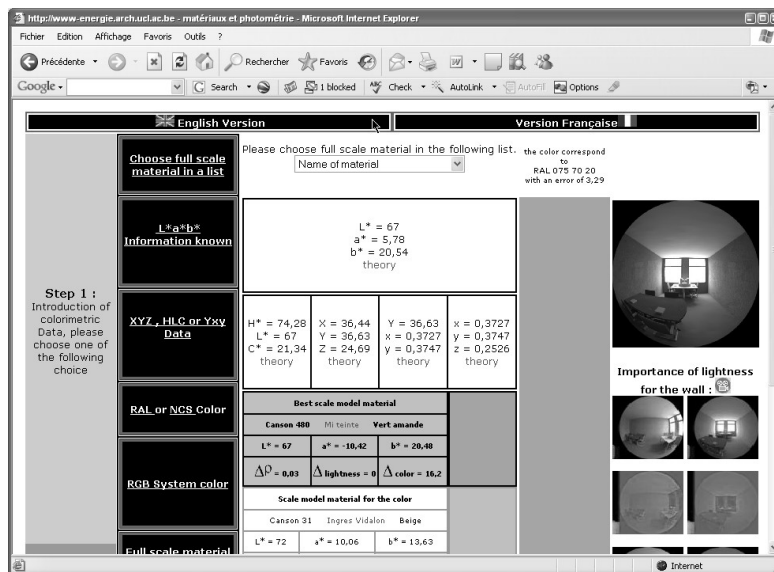 http://www-energie.arch.ucl.ac.be - matériaux et photométrie - Microsoft Internet Explorer
Fichier Edition Affichage Favoris Outils ?
Précédente Rechercher Favoris
Google Search 1 blocked Check AutoLink AutoFill Options
English Version Version Française
Choose full scale
material in a list
Please choose full scale material in the following list.
Name of material
the color correspond
to
RAL 075 70 20
with an error of 3,29
L*a*b*
Information known
L* = 67
a* = 5,78
b* = 20,54
theory
Step 1 :
Introduction of
colorimetric
Data, please
choose one of
the following
choice
XYZ , HLC or Yxy
Data
H* = 74,28 X = 36,44 Y = 36,63 x = 0,3727
L* = 67 Y = 36,63 x = 0,3727 y = 0,3747
C* = 21,34 Z = 24,69 y = 0,3747 z = 0,2526
theory theory theory theory
Importance of lightness
for the wall :
RAL or NCS Color
Best scale model material
Canson 480 Mi teinte Vert amande
L* = 67 a* = -10,42 b* = 20,48
Δρ = 0,03 Δ lightness = 0 Δ color = 16,2
RGB System color
Scale model material for the color
Canson 31 Ingres Vidalon Beige
L* = 72 a* = 10,06 b* = 13,63
Full scale material
Internet